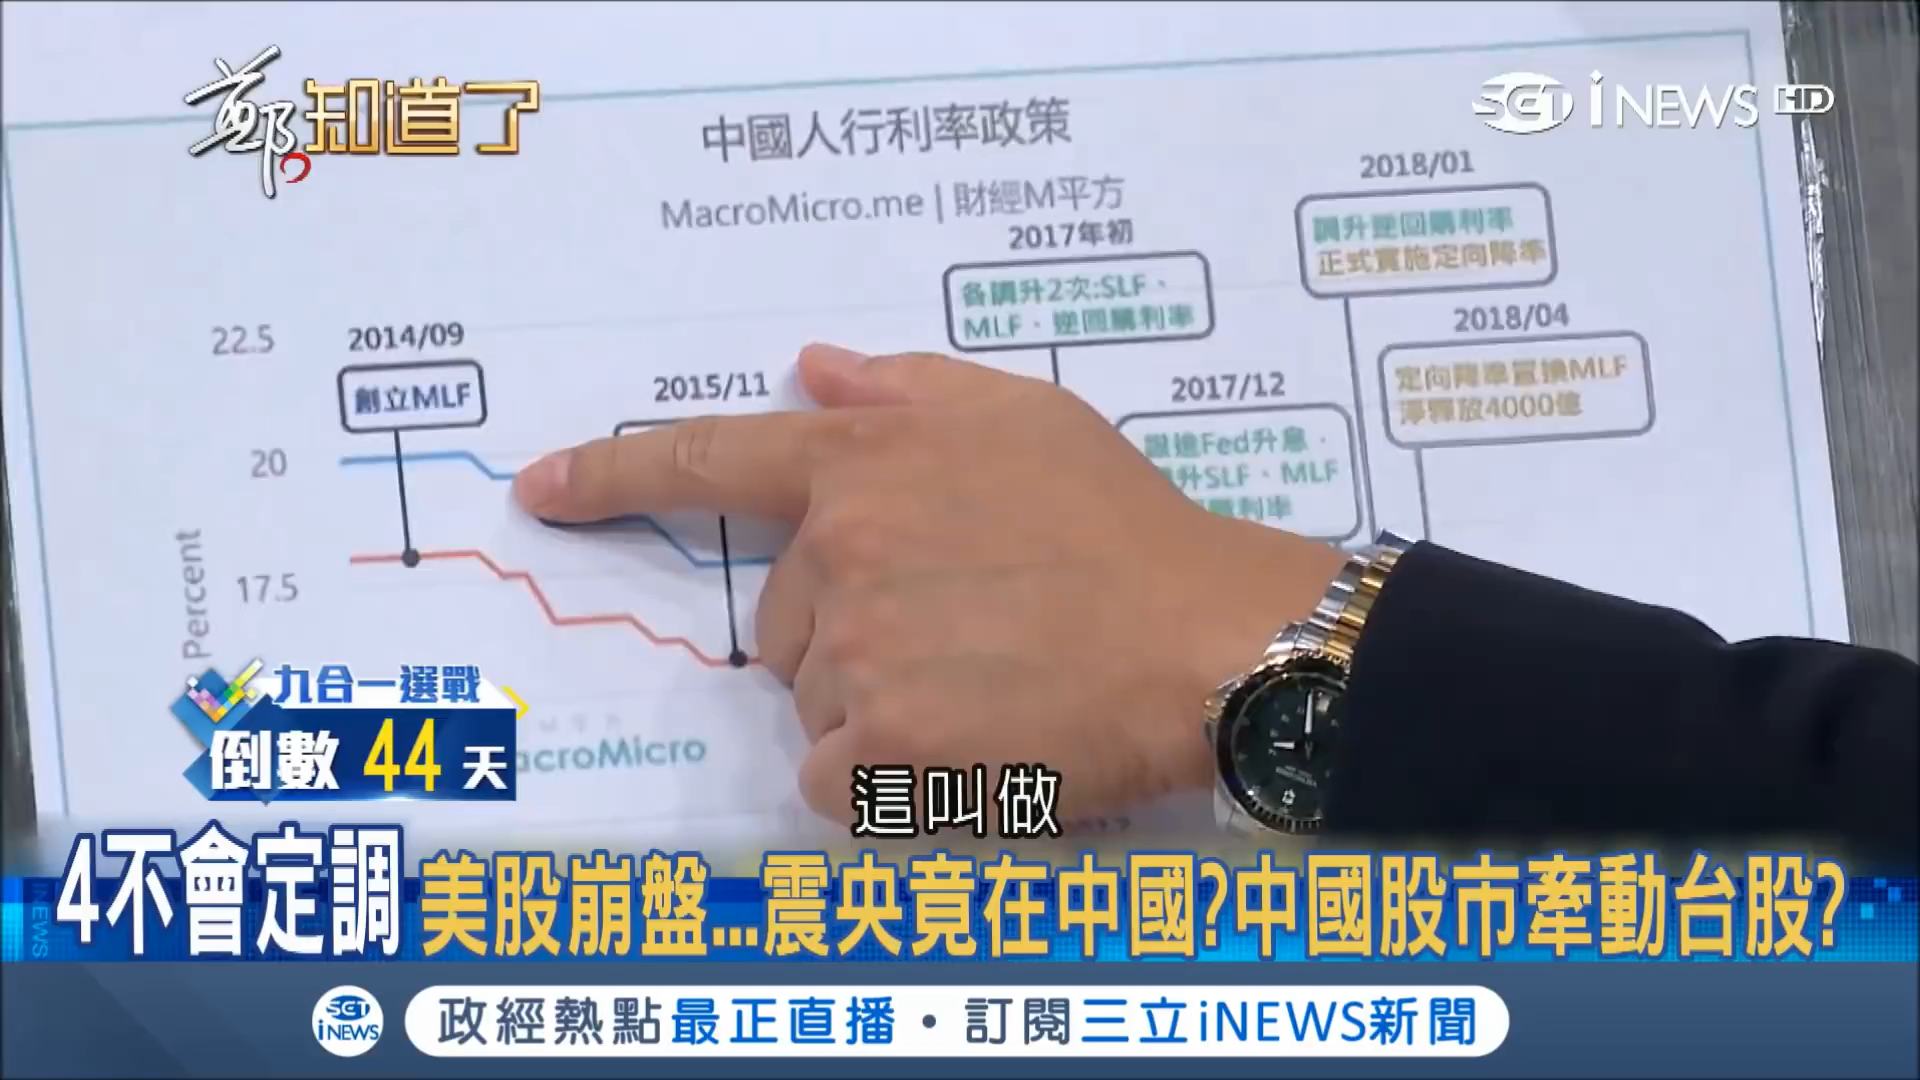 鄭知道了
SET iNEWS HD
中國人行利率政策
MacroMicro.me | 財經M平方
2018/01
調升逆回購利率
正式實施定向降準
2017年初
各調升2次:SLF、
MLF、逆回購利率
2018/04
定向降準置換MLF
淨釋放4000億
2014/09
創立MLF
2015/11
2017/12
跟進Fed升息,
升SLF、MLF
購利率
22.5
20
17.5
Percent
acroMicro
九合一選戰
倒數 44 天
這叫做
4不會定調
美股崩盤...震央竟在中國?中國股市牽動台股?
iNEWS
SET iNEWS
政經熱點最正直播・訂閱三立iNEWS新聞